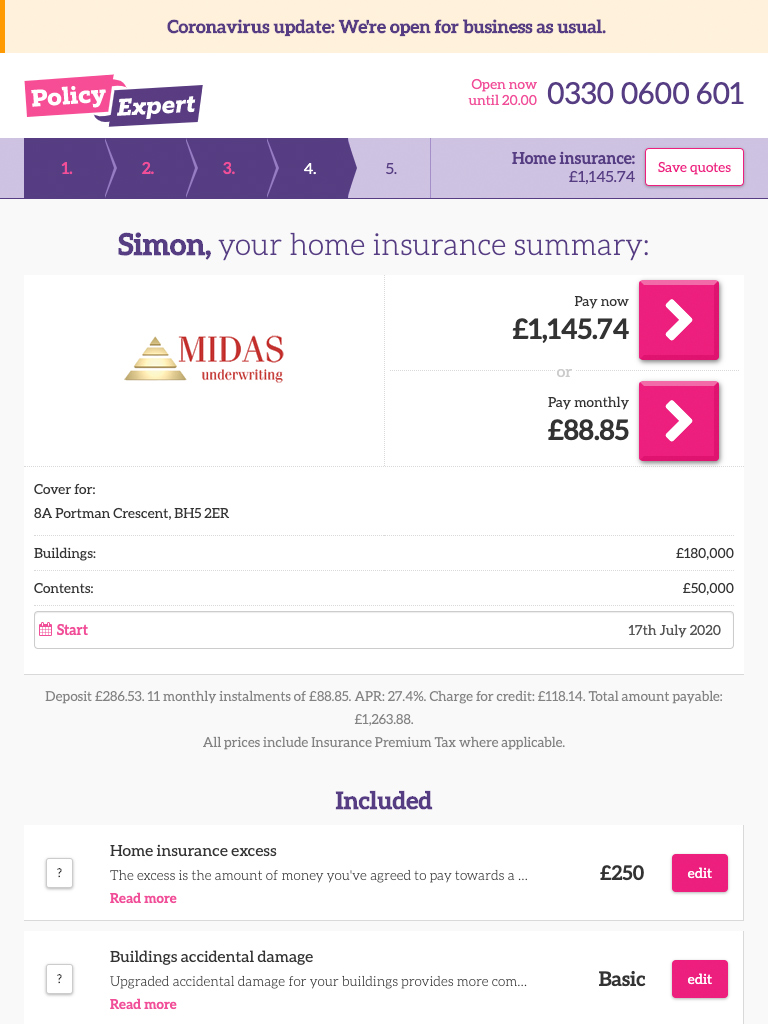 Coronavirus update: We're open for business as usual.
Policy Expert
Open now
until 20.00
0330 0600 601
1. 2. 3. 4. 5.
Home insurance:
£1,145.74
Save quotes
Simon, your home insurance summary:
MIDAS
underwriting
Pay now
£1,145.74
or
Pay monthly
£88.85
Cover for:
8A Portman Crescent, BH5 2ER
Buildings: £180,000
Contents: £50,000
Start 17th July 2020
Deposit £286.53. 11 monthly instalments of £88.85. APR: 27.4%. Charge for credit: £118.14. Total amount payable:
£1,263.88.
All prices include Insurance Premium Tax where applicable.
Included
Home insurance excess
? The excess is the amount of money you've agreed to pay towards a ... £250 edit
Read more
Buildings accidental damage
? Upgraded accidental damage for your buildings provides more com... Basic edit
Read more